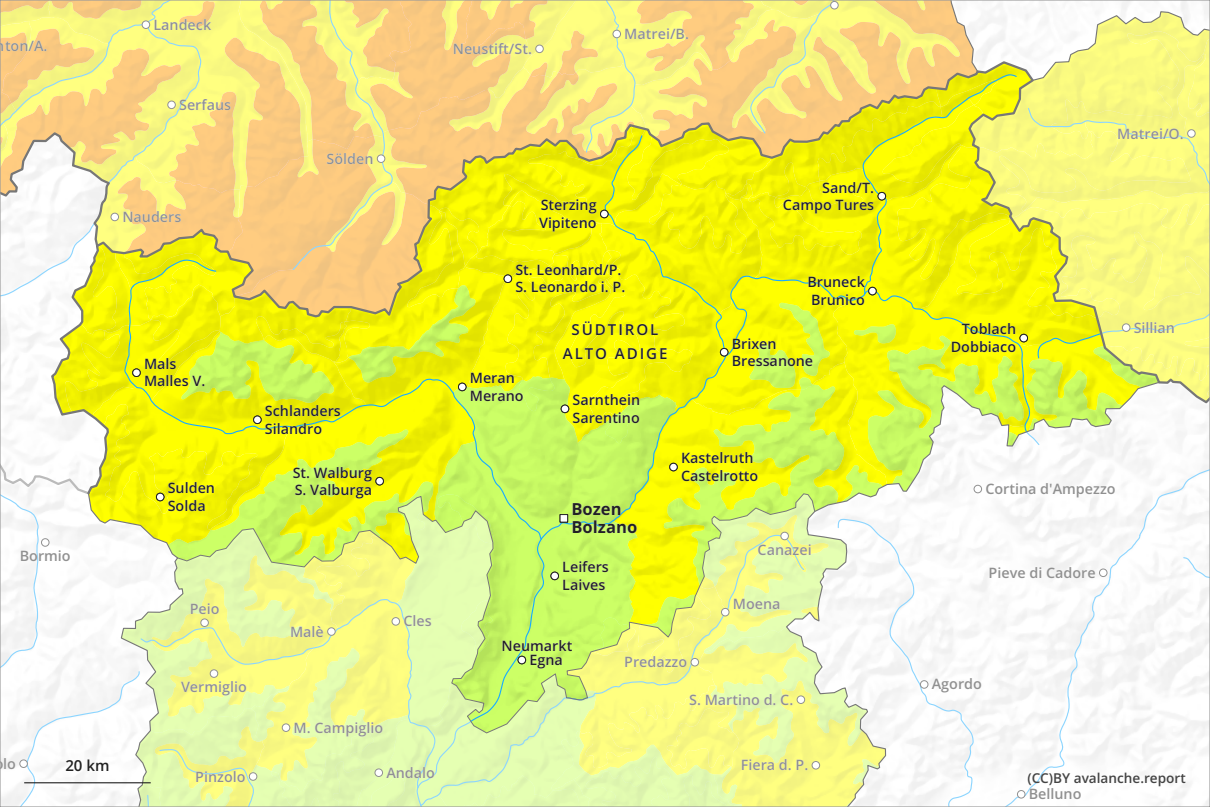 Landeck
nton/A.
Matrei/B.
Neustift/St.
Serfaus
Matrei/O.
Sölden
Nauders
Sand/T.
Campo Tures
Sterzing
Vipiteno
St. Leonhard/P.
S. Leonardo i. P.
Bruneck
Brunico
SÜDTIROL
ALTO ADIGE
Toblach
Dobbiaco
Sillian
Brixen
Bressanone
Mals
Malles V.
Meran
Merano
Sarnthein
Sarentino
Schlanders
Silandro
Kastelruth
Castelrotto
St. Walburg
S. Valburga
Sulden
Solda
Cortina d'Ampezzo
Bozen
Bolzano
Bormio
Canazei
Leifers
Laives
Pieve di Cadore
Peio
Moena
Cles
Malè
Neumarkt
Egna
Predazzo
Vermiglio
Agordo
S. Martino d. C.
M. Campiglio
olo
20 km
Pinzolo
Andalo
Fiera d. P.
(CC)BY avalanche.report
Belluno